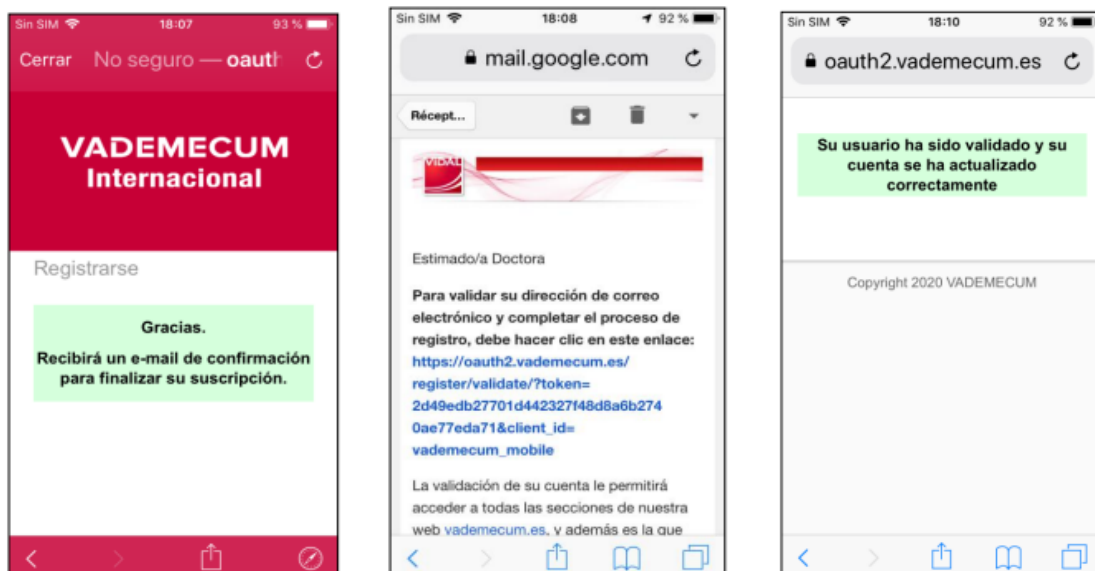 Sin SIM 18:07 93 %
Cerrar No seguro — oauth
VADEMECUM
Internacional
Registrarse
Gracias.
Recibirá un e-mail de confirmación
para finalizar su suscripción.
Sin SIM 18:08 92 %
mail.google.com
Récept...
VIDAL
Estimado/a Doctora
Para validar su dirección de correo
electrónico y completar el proceso de
registro, debe hacer clic en este enlace:
https://oauth2.vademecum.es/
register/validate/?token=
2d49edb27701d442327f48d8a6b274
0ae77eda71&client_id=
vademecum_mobile
La validación de su cuenta le permitirá
acceder a todas las secciones de nuestra
web vademecum.es, y además es la que
Sin SIM 18:10 92 %
oauth2.vademecum.es
Su usuario ha sido validado y su
cuenta se ha actualizado
correctamente
Copyright 2020 VADEMECUM